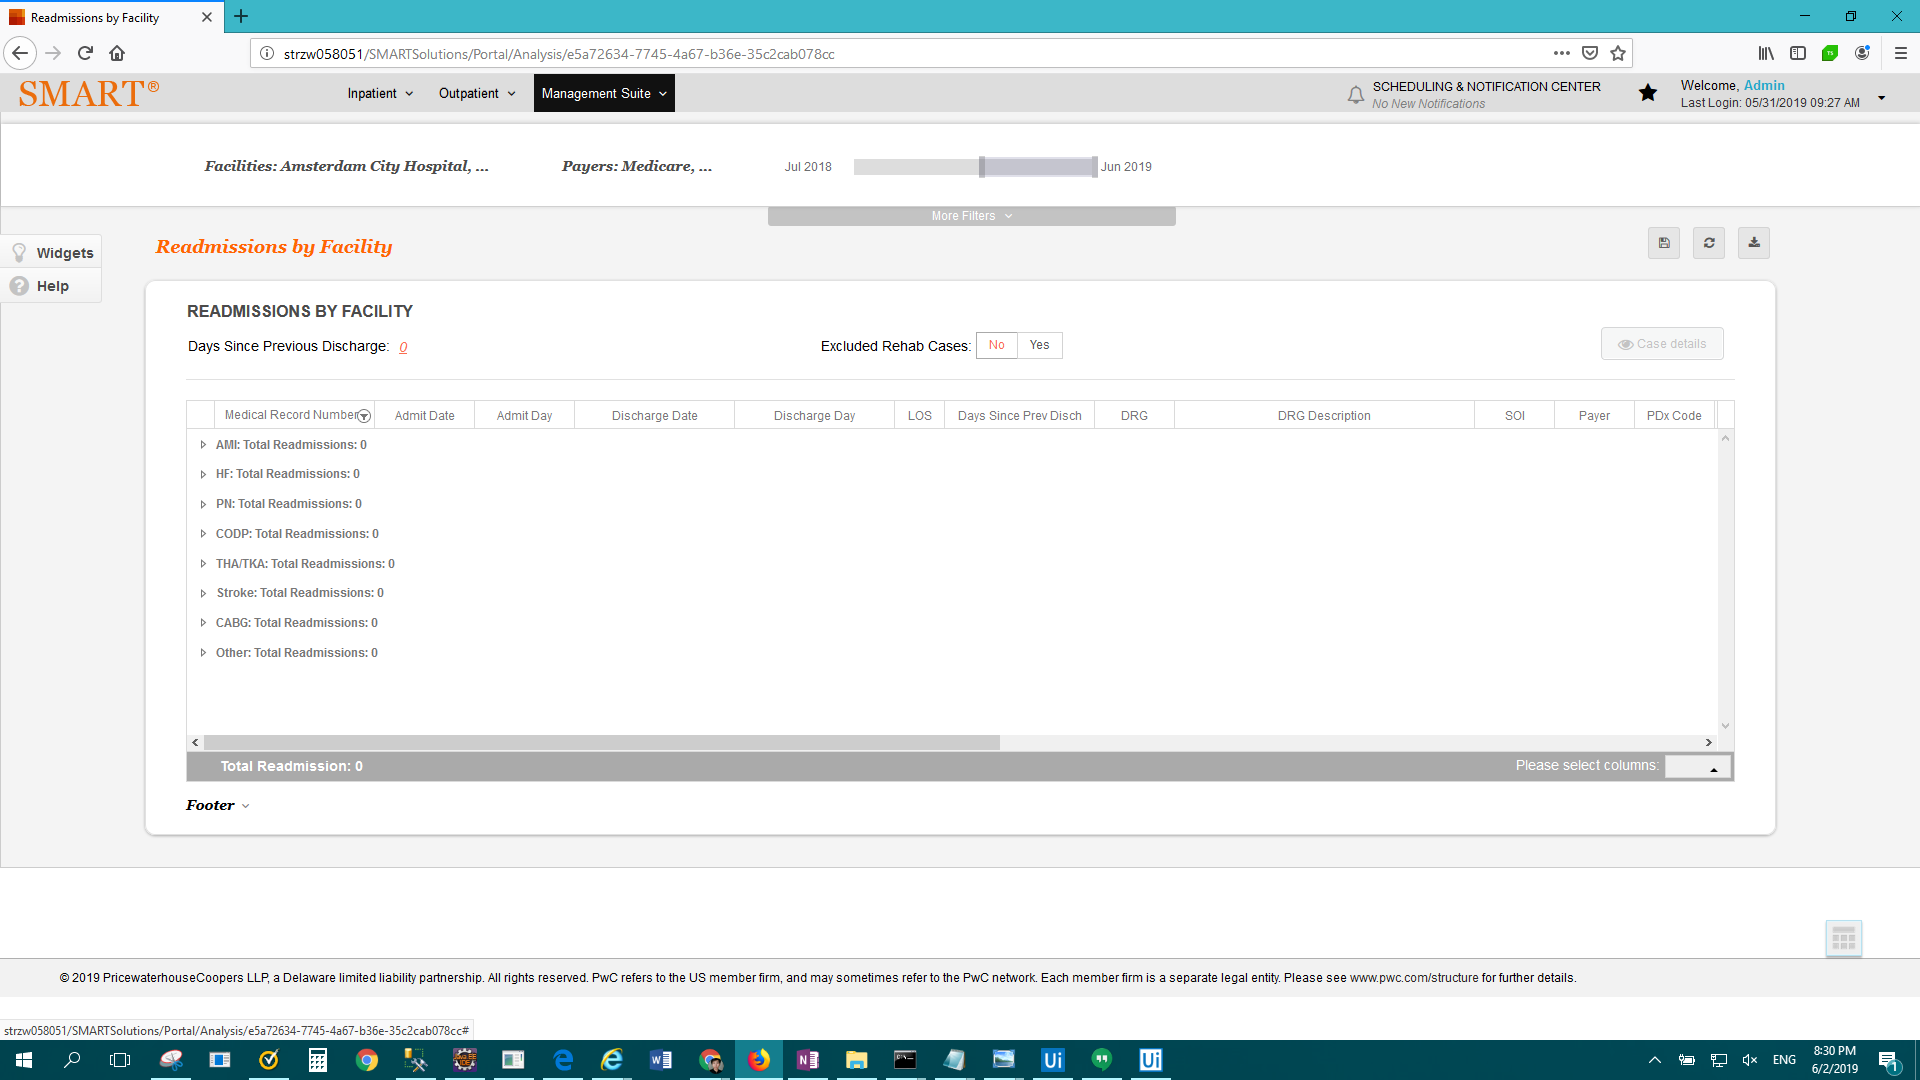 Readmissions by Facility
strzw058051/SMARTSolutions/Portal/Analysis/e5a72634-7745-4a67-b36e-35c2cab078cc
SMART®
Inpatient
Outpatient
Management Suite
SCHEDULING & NOTIFICATION CENTER
No New Notifications
Welcome, Admin
Last Login: 05/31/2019 09:27 AM
Facilities: Amsterdam City Hospital, ...
Payers: Medicare, ...
Jul 2018
Jun 2019
More Filters
Widgets
Help
Readmissions by Facility
READMISSIONS BY FACILITY
Days Since Previous Discharge: 0
Excluded Rehab Cases: No Yes
Case details
Medical Record Number Admit Date Admit Day Discharge Date Discharge Day LOS Days Since Prev Disch DRG DRG Description SOI Payer PDx Code
AMI: Total Readmissions: 0
HF: Total Readmissions: 0
PN: Total Readmissions: 0
CODP: Total Readmissions: 0
THA/TKA: Total Readmissions: 0
Stroke: Total Readmissions: 0
CABG: Total Readmissions: 0
Other: Total Readmissions: 0
Total Readmission: 0
Please select columns:
Footer
© 2019 PricewaterhouseCoopers LLP, a Delaware limited liability partnership. All rights reserved. PwC refers to the US member firm, and may sometimes refer to the PwC network. Each member firm is a separate legal entity. Please see www.pwc.com/structure for further details.
strzw058051/SMARTSolutions/Portal/Analysis/e5a72634-7745-4a67-b36e-35c2cab078cc#
ENG
8:30 PM
6/2/2019